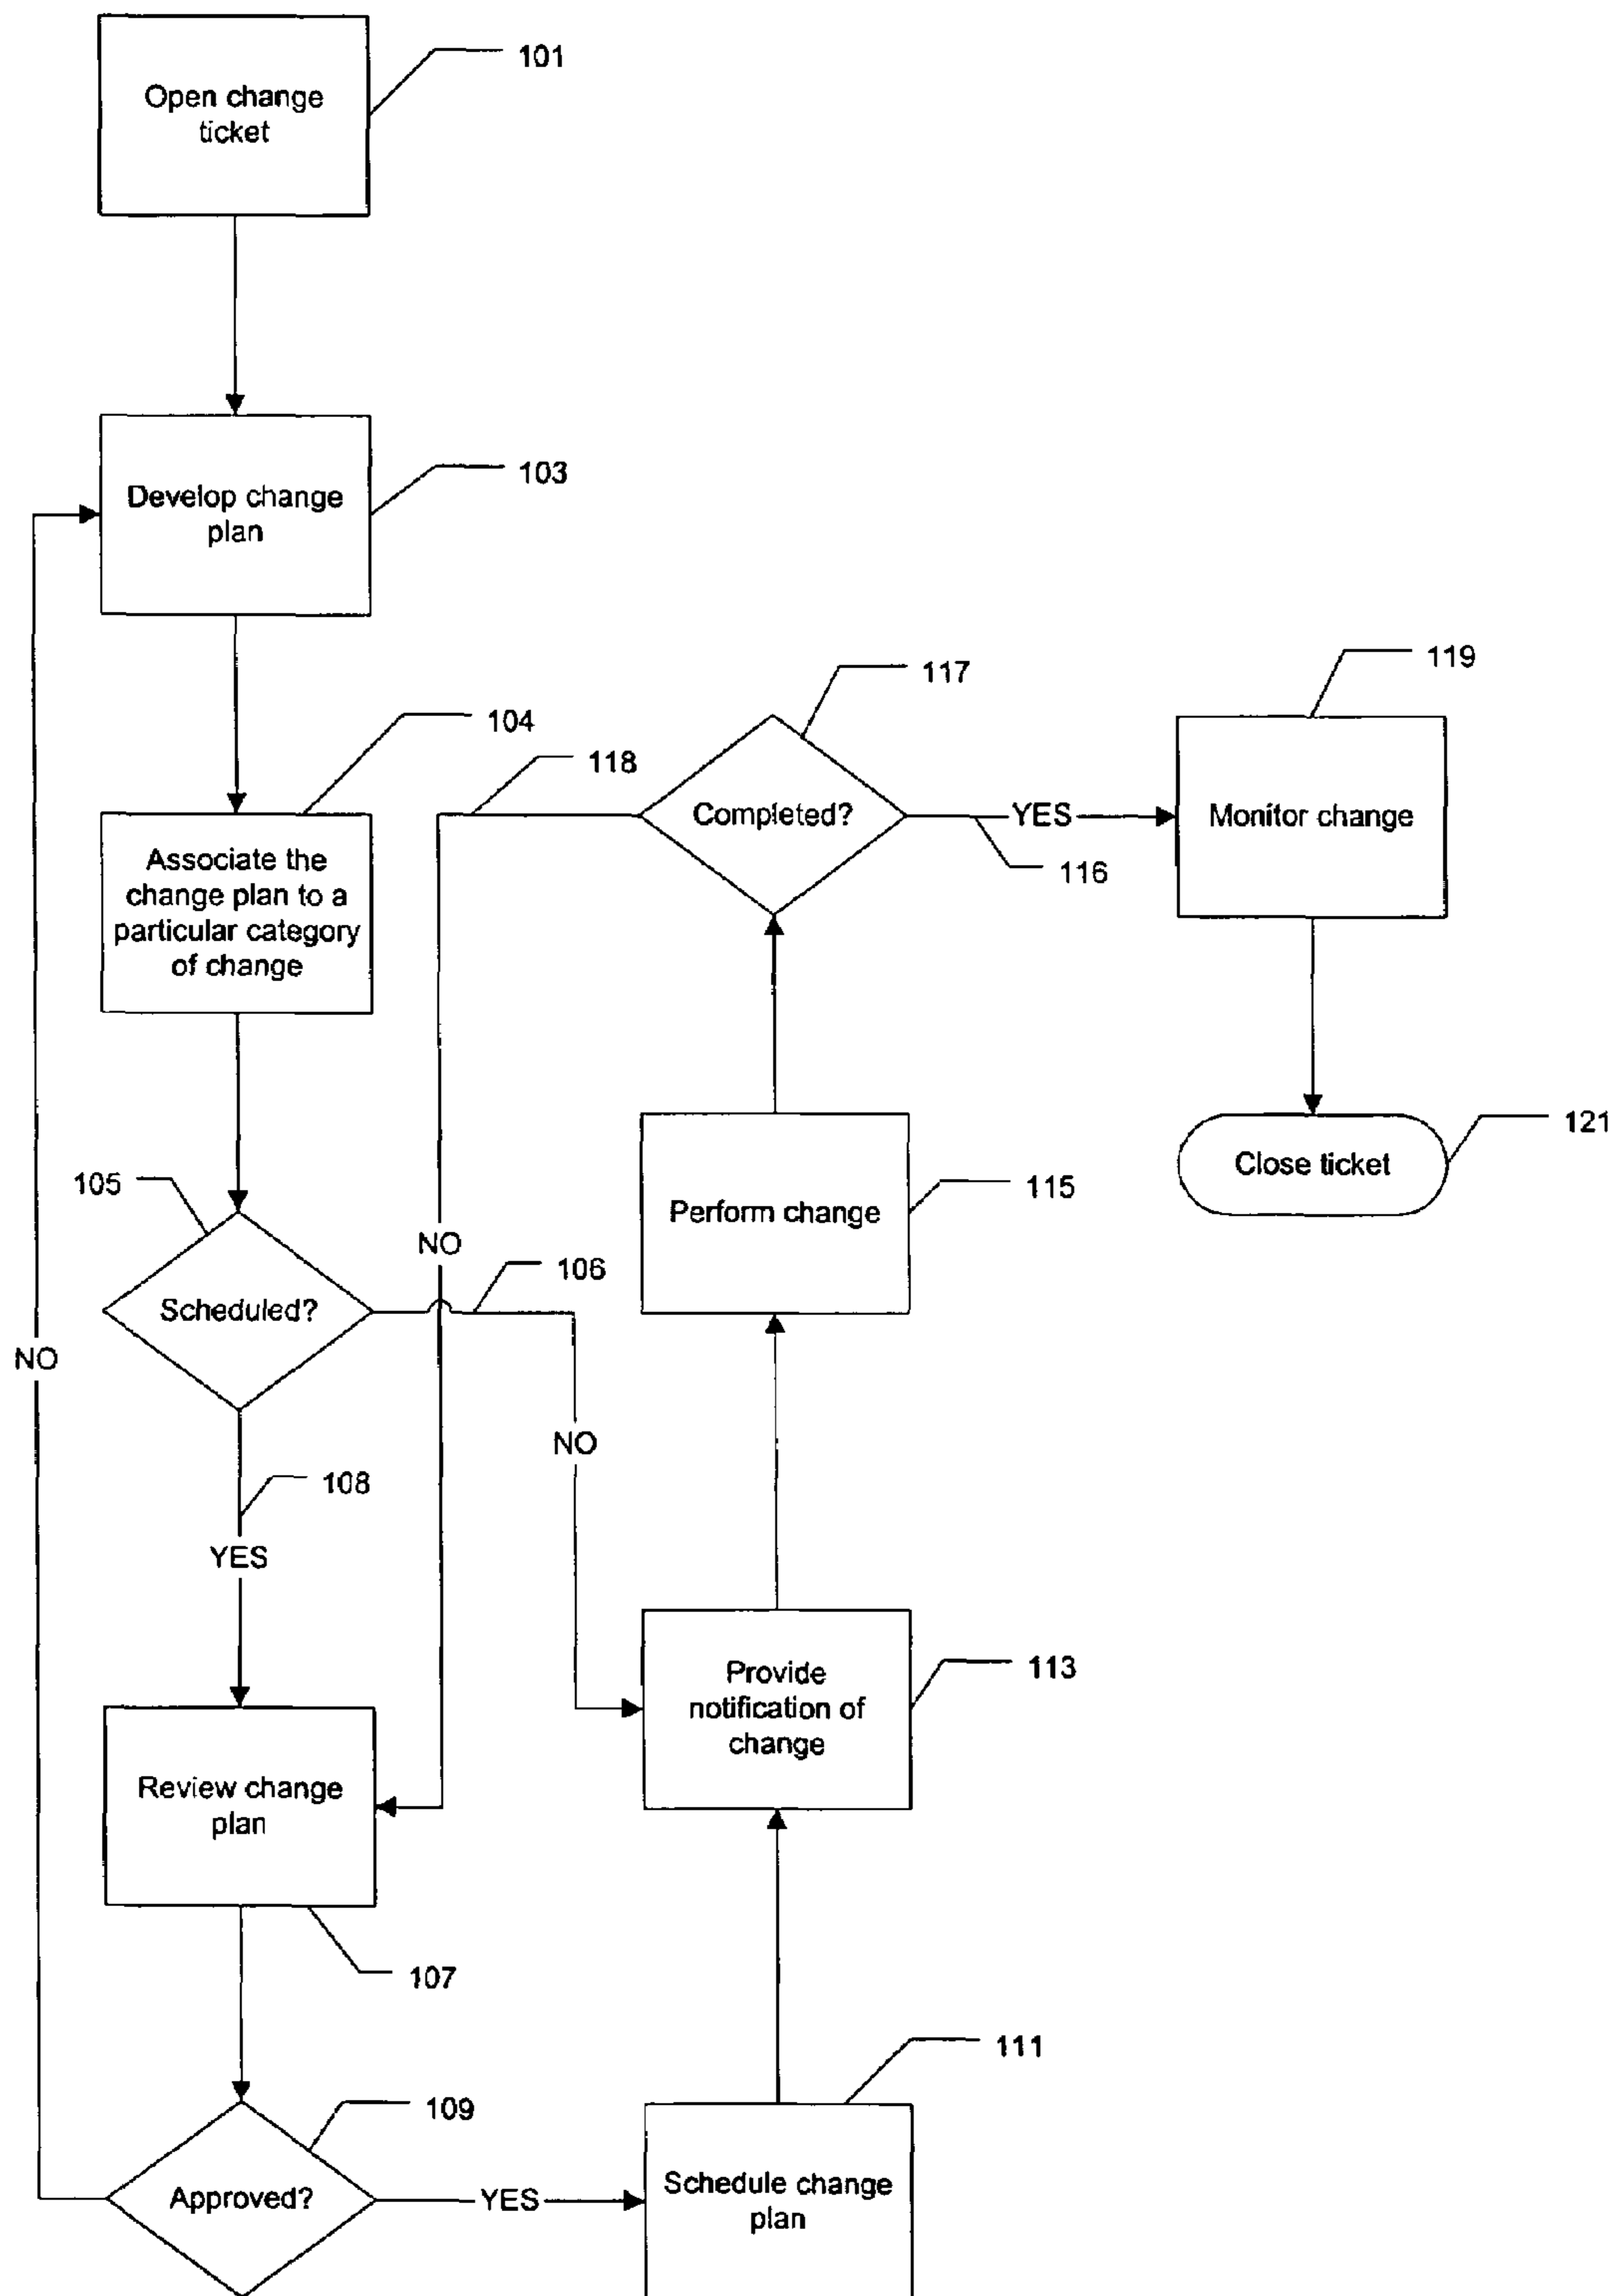 Open change
ticket
101
Develop change
plan
103
104
Associate the
change plan to a
particular category
of change
105
Scheduled?
106
NO
108
YES
Review change
plan
107
109
Approved?
NO
YES
111
Schedule change
plan
Provide
notification of
change
113
Perform change
115
117
Completed?
118
NO
YES
116
119
Monitor change
Close ticket
121